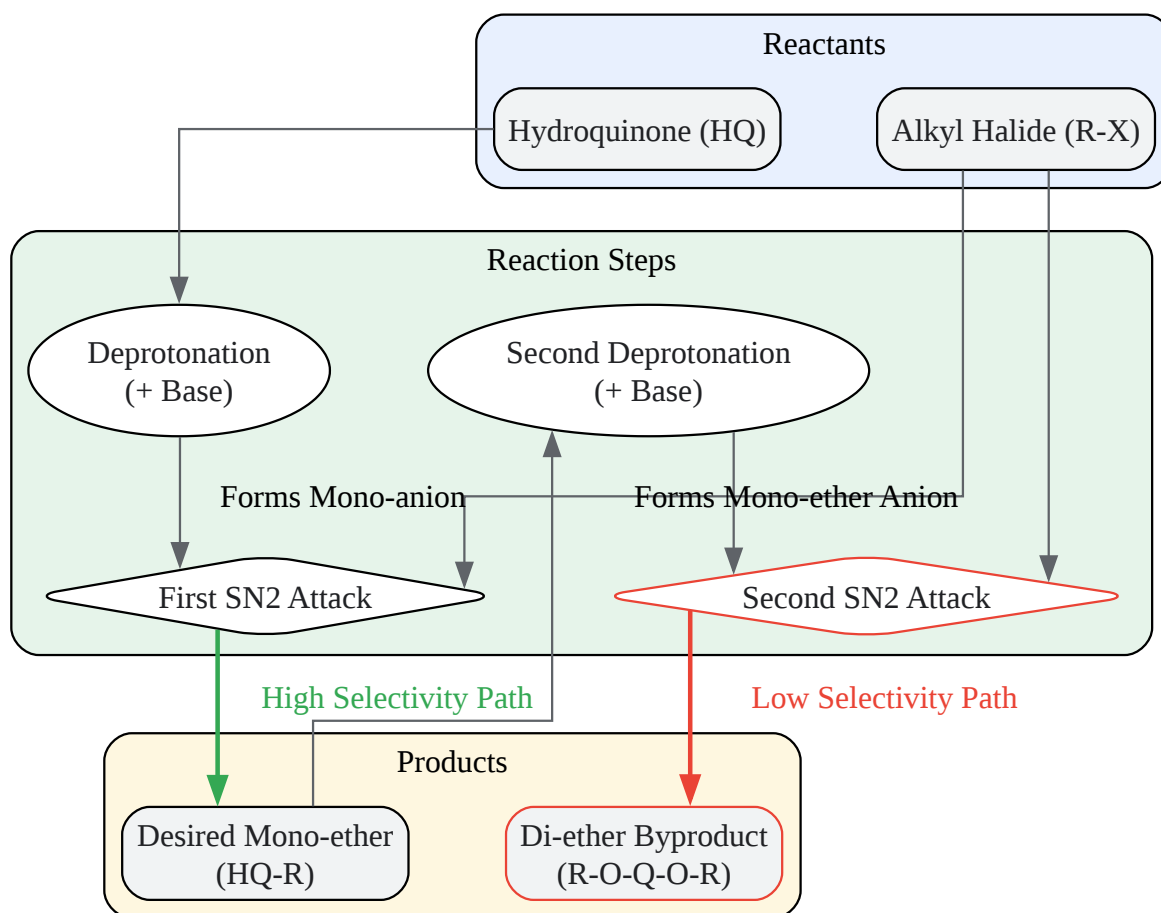 Reactants
Hydroquinone (HQ)
Alkyl Halide (R-X)
Reaction Steps
Deprotonation
(+ Base)
Second Deprotonation
(+ Base)
Forms Mono-anion
Forms Mono-ether Anion
First SN2 Attack
Second SN2 Attack
High Selectivity Path
Low Selectivity Path
Products
Desired Mono-ether
(HQ-R)
Di-ether Byproduct
(R-O-Q-O-R)